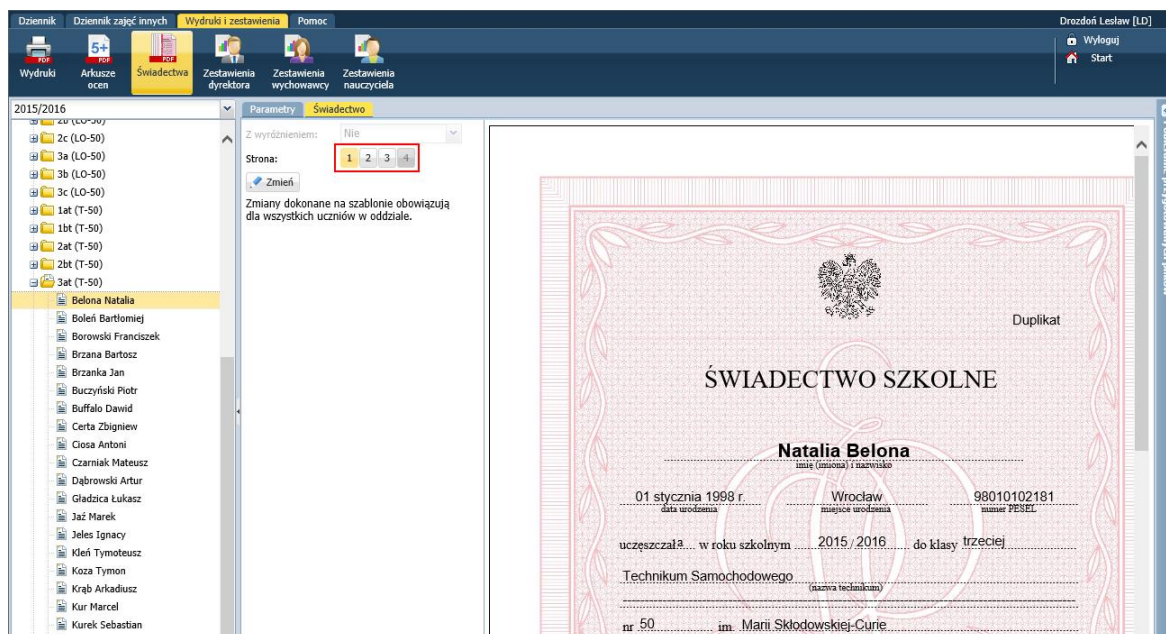 Dziennik Dziennik zajęć innych Wydruki i zestawienia Pomoc Drozdoń Lesław [LD]
PDF 5+ PDF PDF Wyloguj
Wydruki Arkusze Świadectwa Zestawienia Zestawienia Zestawienia Start
ocen dyrektora wychowawcy nauczyciela
2015/2016 Parametry Świadectwo
2b (LO-50)
2c (LO-50)
3a (LO-50)
3b (LO-50)
3c (LO-50)
1at (T-50)
1bt (T-50)
2at (T-50)
2bt (T-50)
3at (T-50)
Belona Natalia
Boleń Bartłomiej
Borowski Franciszek
Brzana Bartosz
Brzanka Jan
Buczyński Piotr
Buffalo Dawid
Certa Zbigniew
Ciosa Antoni
Czarniak Mateusz
Dąbrowski Artur
Gładzica Łukasz
Jaź Marek
Jeles Ignacy
Kleń Tymoteusz
Koza Tymon
Krąb Arkadiusz
Kur Marcel
Kurek Sebastian
Z wyróżnieniem: Nie
Strona: 1 2 3 4
Zmień
Zmiany dokonane na szablonie obowiązują
dla wszystkich uczniów w oddziale.
Duplikat
ŚWIADECTWO SZKOLNE
Natalia Belona
imię (imiona) i nazwisko
01 stycznia 1998 r. Wrocław 98010102181
data urodzenia miejsce urodzenia numer PESEL
uczęszczała w roku szkolnym 2015 / 2016 do klasy trzeciej
Technikum Samochodowego
(nazwa technikum)
nr 50 im. Marii Skłodowskiej-Curie